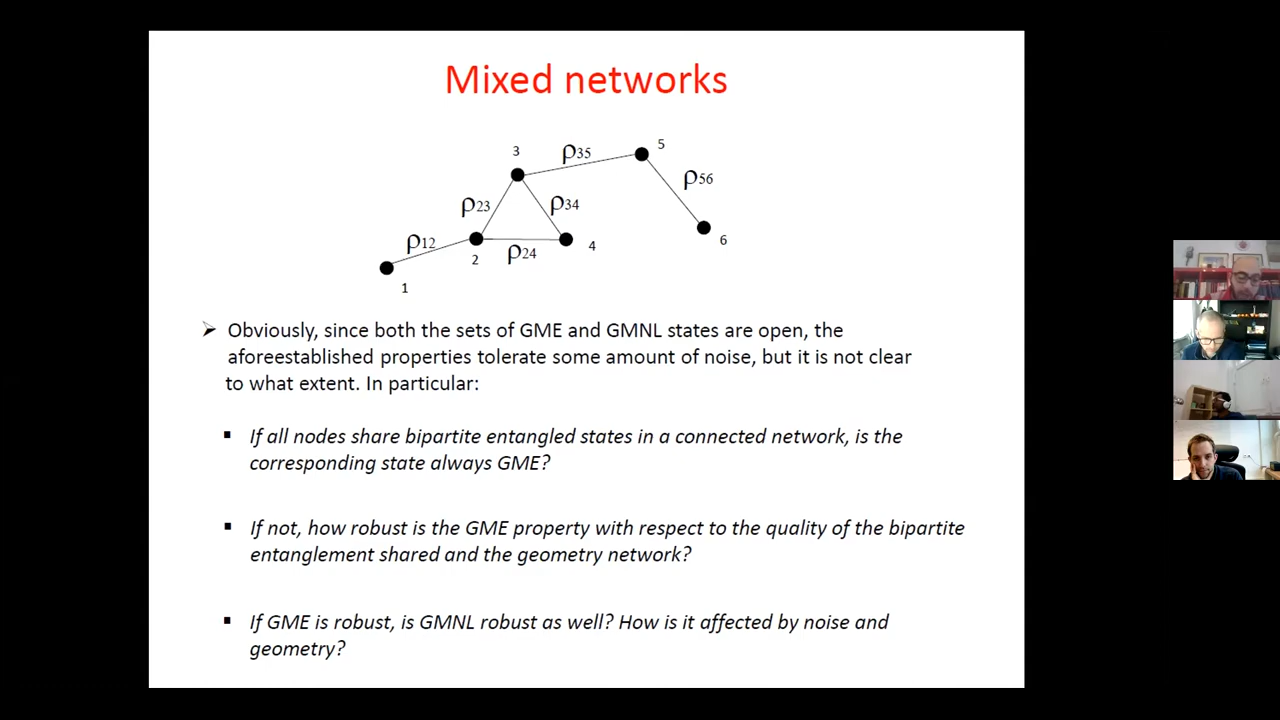 Mixed networks
3
ρ35
5
ρ56
ρ23
ρ34
ρ12
2
ρ24
4
6
1
➢ Obviously, since both the sets of GME and GMNL states are open, the
aforeestablished properties tolerate some amount of noise, but it is not clear
to what extent. In particular:
▪ If all nodes share bipartite entangled states in a connected network, is the
corresponding state always GME?
▪ If not, how robust is the GME property with respect to the quality of the bipartite
entanglement shared and the geometry network?
▪ If GME is robust, is GMNL robust as well? How is it affected by noise and
geometry?